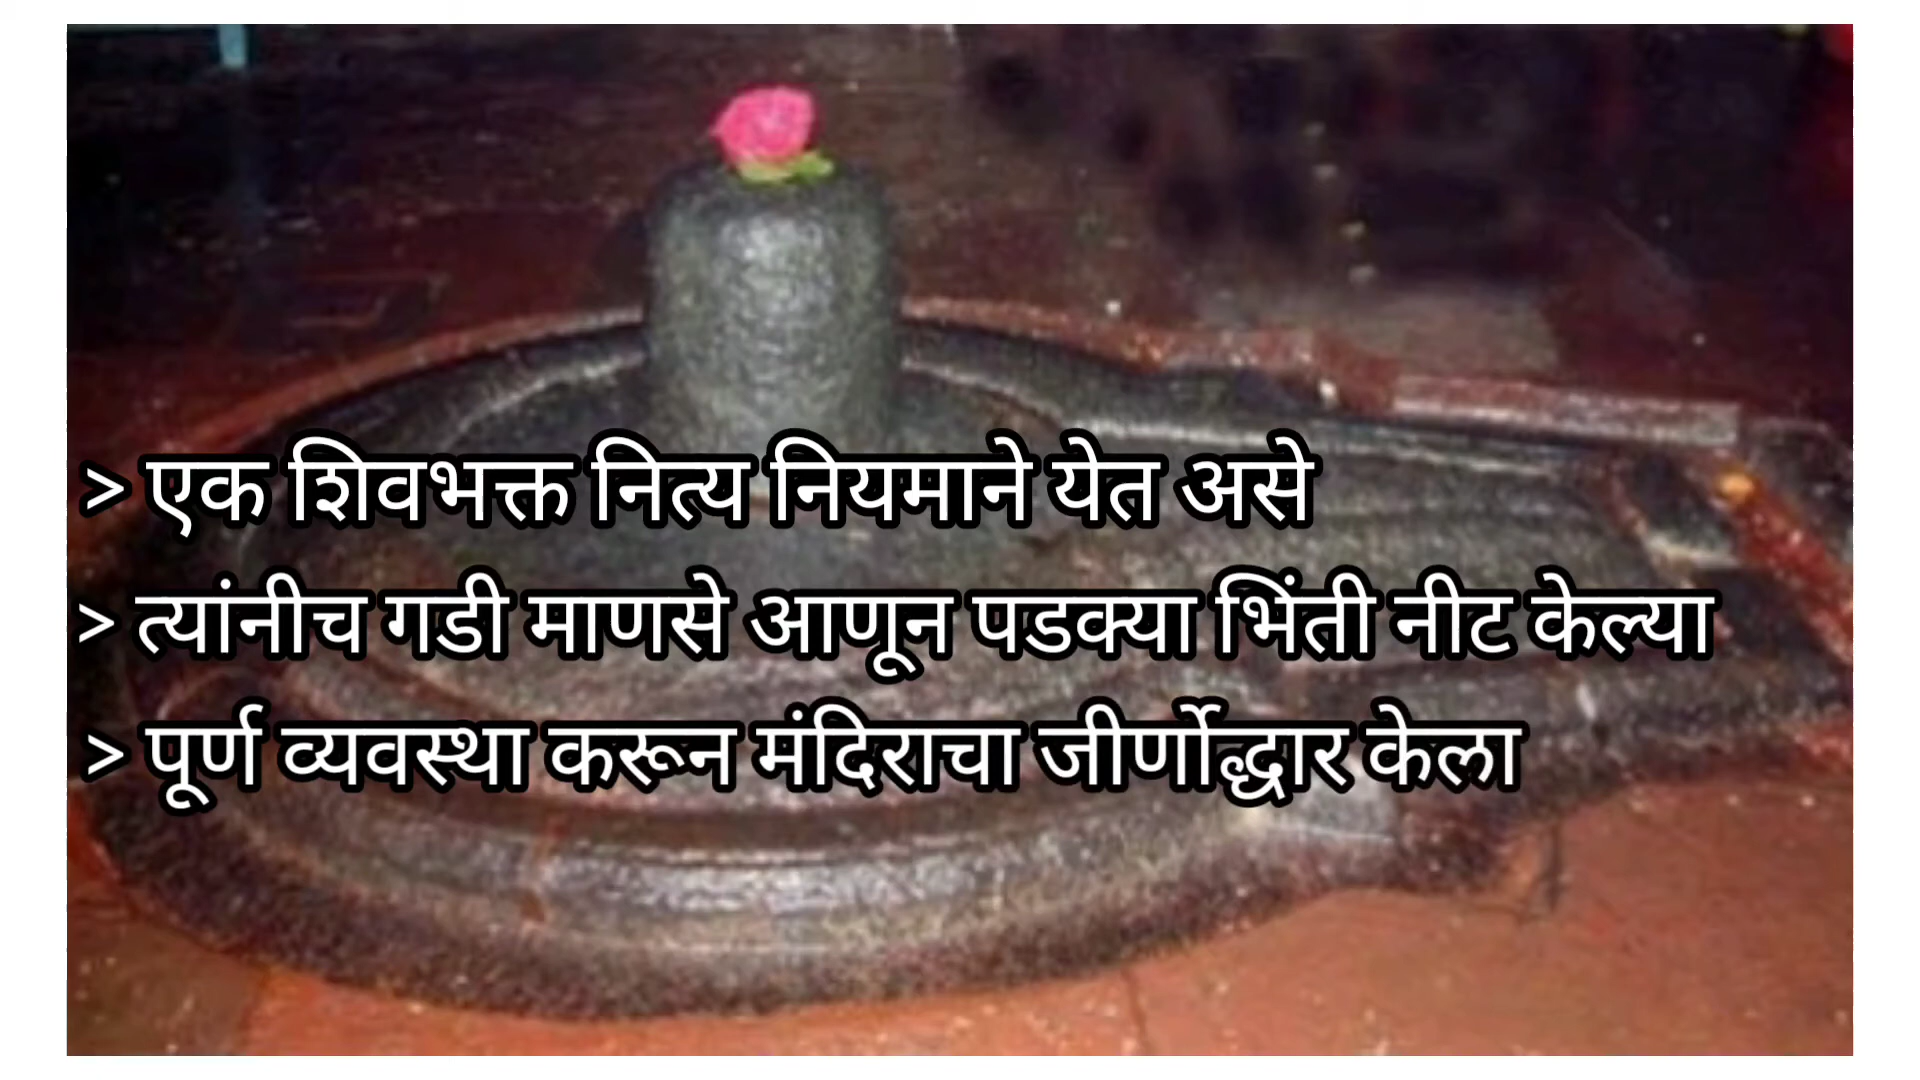 > एक शिवभक्त नित्य नियमाने येत असे
> त्यांनीच गडी माणसे आणून पडक्या भिंती नीट केल्या
> पूर्ण व्यवस्था करून मंदिराचा जीर्णोद्धार केला